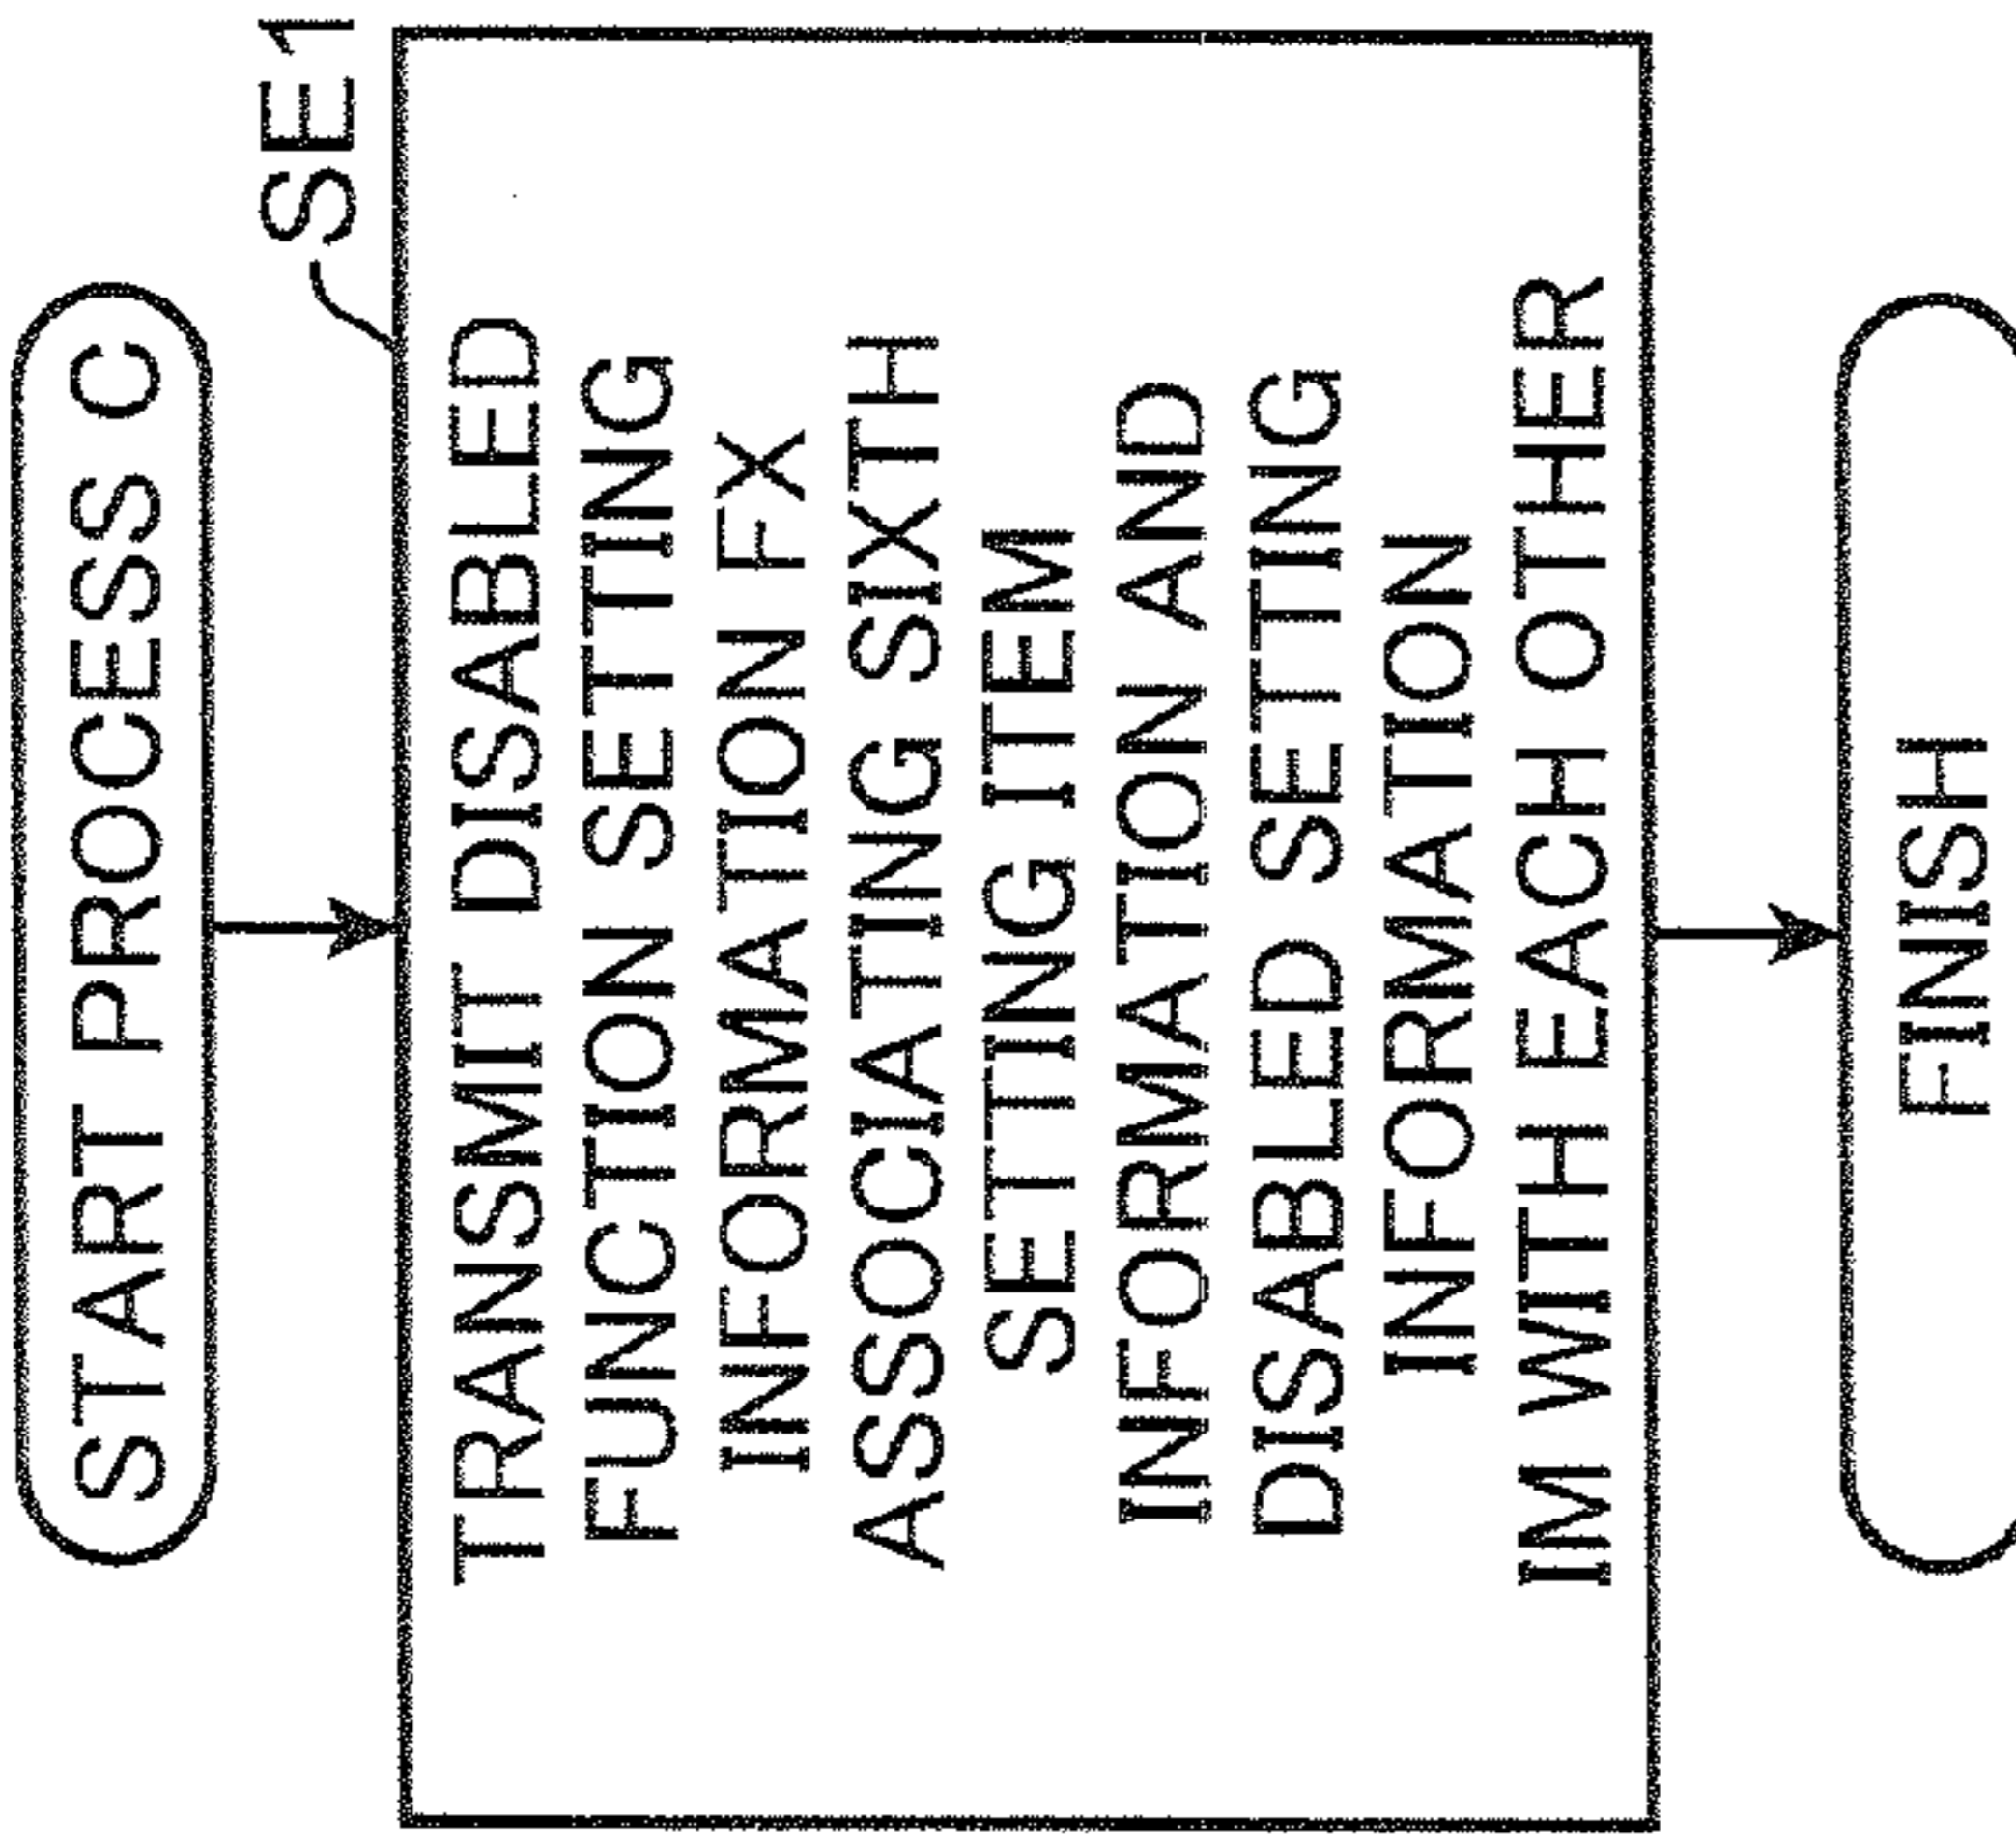 START PROCESS C
SE1
TRANSMIT DISABLED
FUNCTION SETTING
INFORMATION FX
ASSOCIATING SIXTH
SETTING ITEM
INFORMATION AND
DISABLED SETTING
INFORMATION
IM WITH EACH OTHER
FINISH